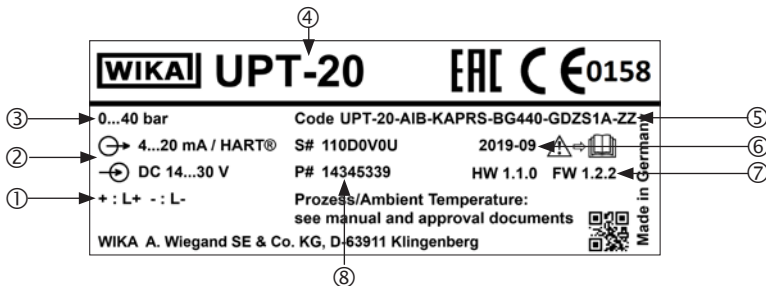 ④
WIKAI UPT-20 EAC CE 0158
③ 0...40 bar Code UPT-20-AIB-KAPRS-BG440-GDZS1A-ZZ ⑤
② 4...20 mA / HART® S# 110D0V0U 2019-09 ⑥
DC 14...30 V P# 14345339 HW 1.1.0 FW 1.2.2 ⑦
① + : L+ - : L- Prozess/Ambient Temperature:
see manual and approval documents
WIKA A. Wiegand SE & Co. KG, D-63911 Klingenberg
Made in Germany
⑧